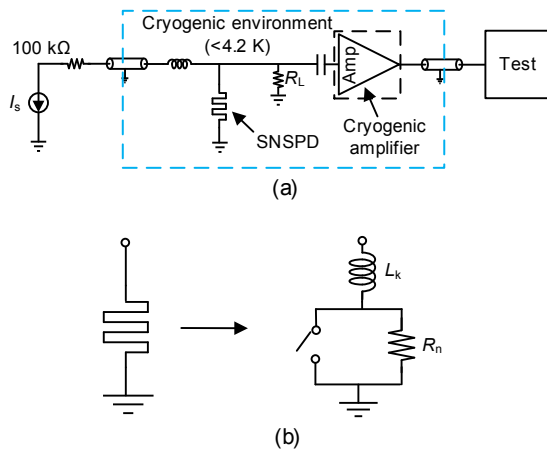 Cryogenic environment
(<4.2 K)
100 kΩ
Is
RL
Amp
Test
SNSPD
Cryogenic
amplifier
(a)
Lk
Rn
(b)